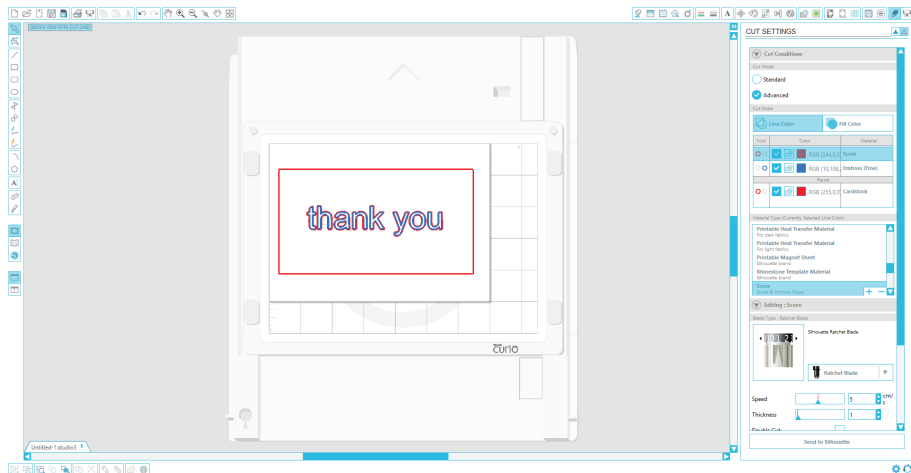 DESIGN VIEW WITH CUT LINES
CUT SETTINGS
Cut Conditions
Cut Mode
Standard
Advanced
Cut Order
Line Color
Fill Color
Tool
Color
Material
RGB (244,0,0
Score
RGB (10,108,
Emboss (Fine)
Pause
RGB (255,0,0
Cardstock
Material Type (Currently Selected Line Color)
Printable Heat Transfer Material
For dark fabrics
Printable Heat Transfer Material
For light fabrics
Printable Magnet Sheet
Silhouette brand
Rhinestone Template Material
Silhouette brand
Score
Score & Emboss Paper
Editing : Score
Blade Type : Ratchet Blade
Silhouette Ratchet Blade
Ratchet Blade
Speed
5
cm/
s
Thickness
1
Double Cut
Send to Silhouette
thank you
curio
Untitled-1.studio3 X